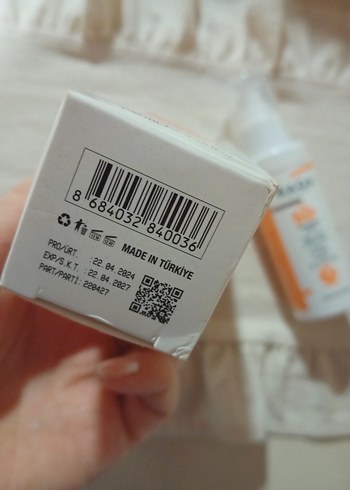 8 684032 840036
MADE IN TÜRKİYE
PRO/ÜRT. : 22.04.2024
EXP/S.K.T. : 22.04.2027
PART/PARTİ: 220427